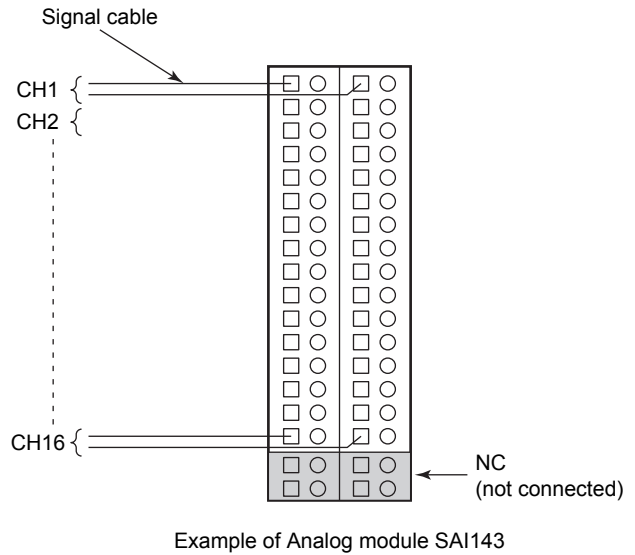 Signal cable
CH1
CH2
CH16
NC
(not connected)
Example of Analog module SAI143